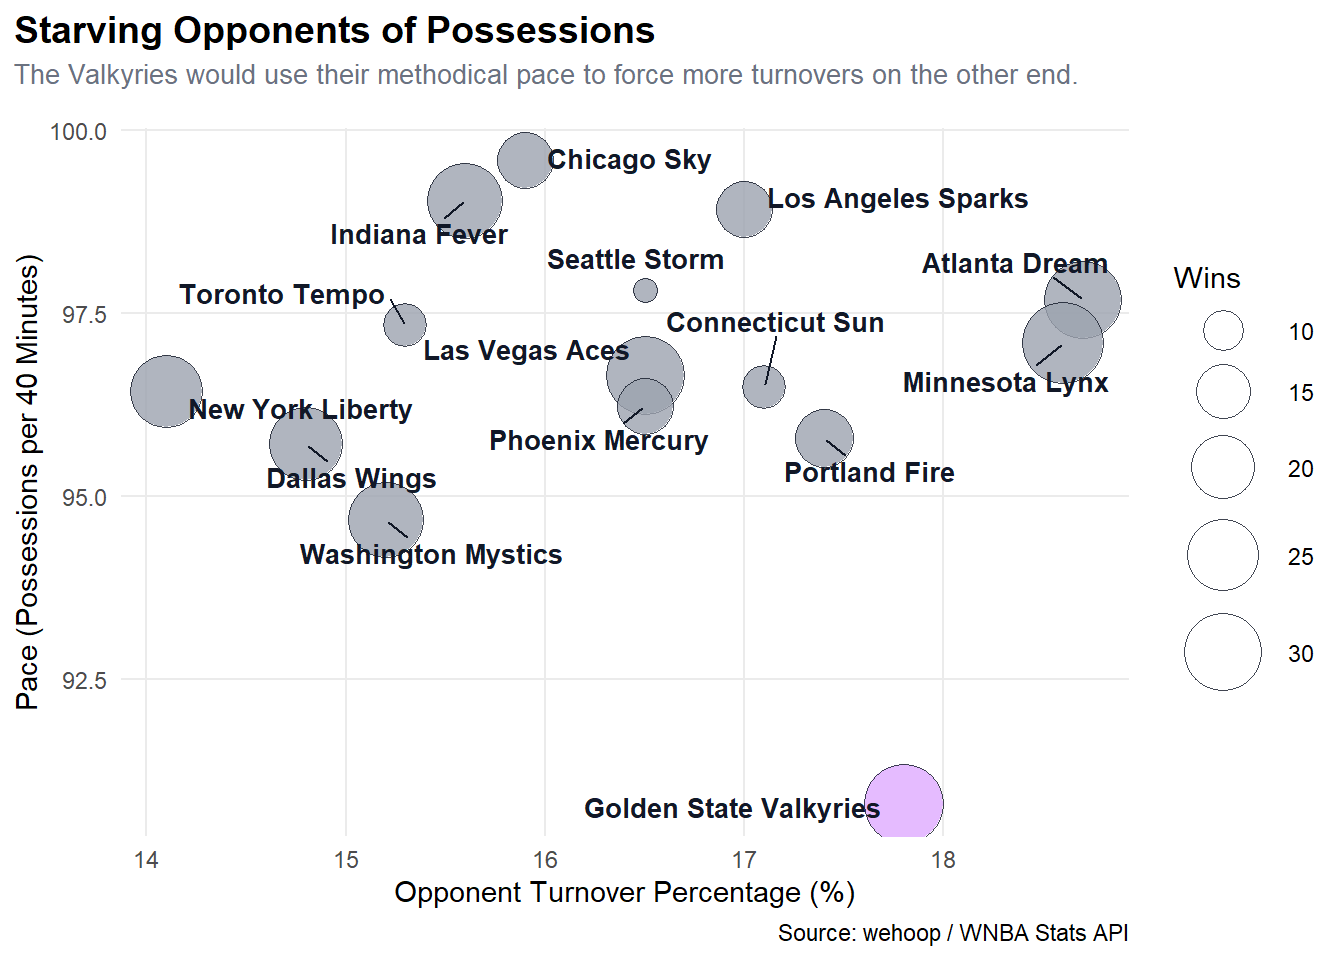 Starving Opponents of Possessions
The Valkyries would use their methodical pace to force more turnovers on the other end.
100.0
97.5
95.0
92.5
Pace (Possessions per 40 Minutes)
Chicago Sky
Los Angeles Sparks
Indiana Fever
Seattle Storm
Atlanta Dream
Toronto Tempo
Connecticut Sun
Las Vegas Aces
Minnesota Lynx
New York Liberty
Phoenix Mercury
Portland Fire
Dallas Wings
Washington Mystics
Golden State Valkyries
14
15
16
17
18
Opponent Turnover Percentage (%)
Wins
10
15
20
25
30
Source: wehoop / WNBA Stats API